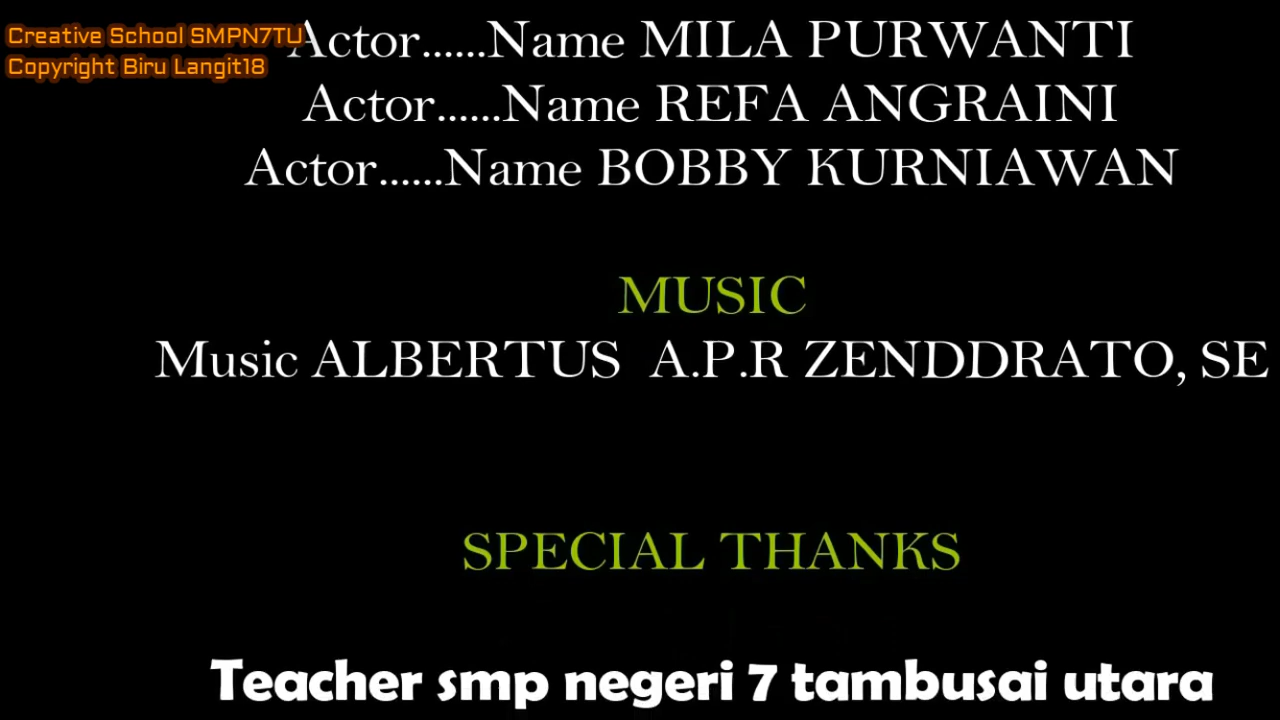 Creative School SMPN7TU
Copyright Biru Langit18
Actor......Name MILA PURWANTI
Actor......Name REFA ANGRAINI
Actor......Name BOBBY KURNIAWAN
MUSIC
Music ALBERTUS A.P.R ZENDDRATO, SE
SPECIAL THANKS
Teacher smp negeri 7 tambusai utara